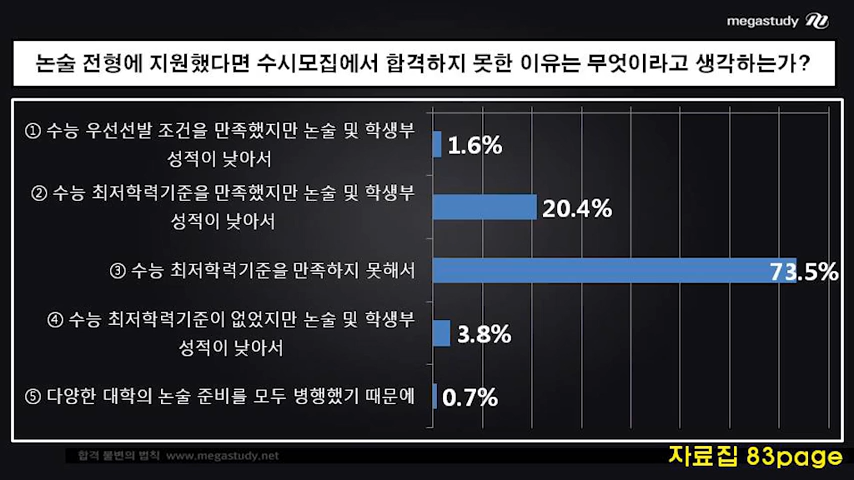 megastudy
논술 전형에 지원했다면 수시모집에서 합격하지 못한 이유는 무엇이라고 생각하는가?
① 수능 우선선발 조건을 만족했지만 논술 및 학생부
성적이 낮아서
1.6%
② 수능 최저학력기준을 만족했지만 논술 및 학생부
성적이 낮아서
20.4%
③ 수능 최저학력기준을 만족하지 못해서
73.5%
④ 수능 최저학력기준이 없었지만 논술 및 학생부
성적이 낮아서
3.8%
⑤ 다양한 대학의 논술 준비를 모두 병행했기 때문에
0.7%
합격 불변의 법칙 www.megastudy.net
자료집 83page